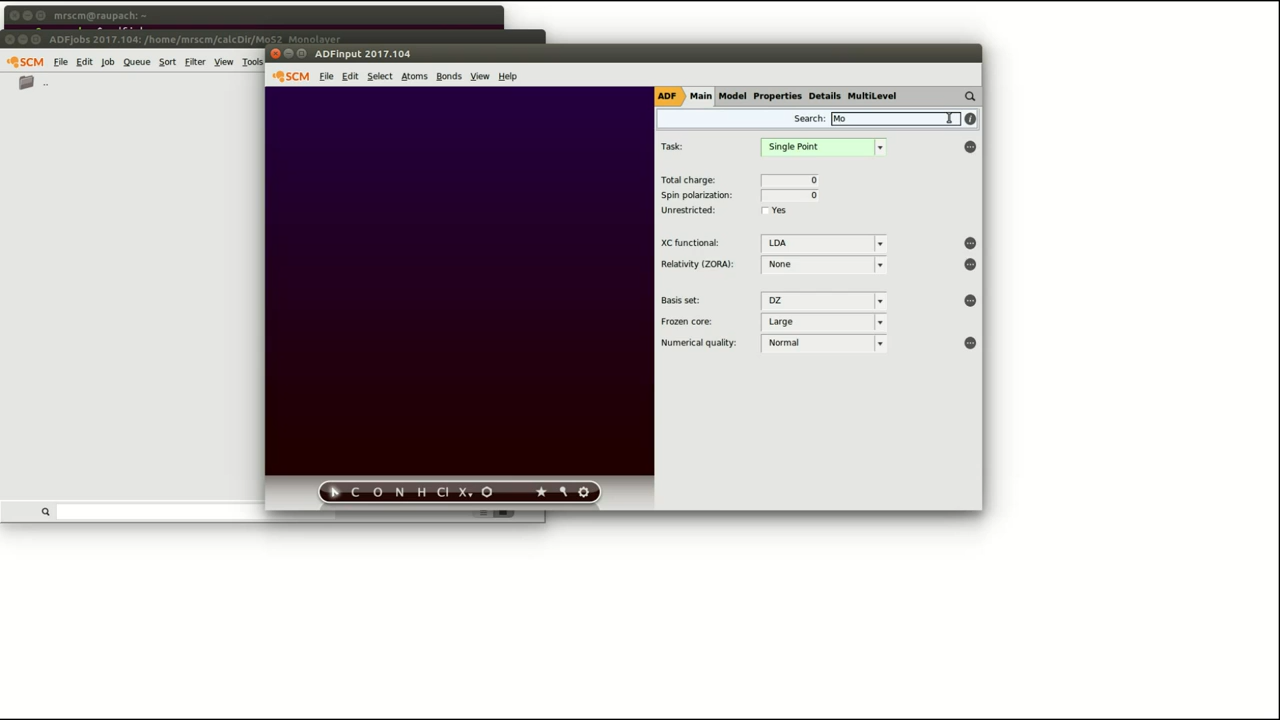 mrscm@raupach: ~
ADFjobs 2017.104: /home/mrscm/calcDir/MoS2_Monolayer
SCM File Edit Job Queue Sort Filter View Tools
..
ADFinput 2017.104
SCM File Edit Select Atoms Bonds View Help
ADF Main Model Properties Details MultiLevel
Search: Mo
Task: Single Point
Total charge: 0
Spin polarization: 0
Unrestricted: Yes
XC functional: LDA
Relativity (ZORA): None
Basis set: DZ
Frozen core: Large
Numerical quality: Normal
C O N H Cl X